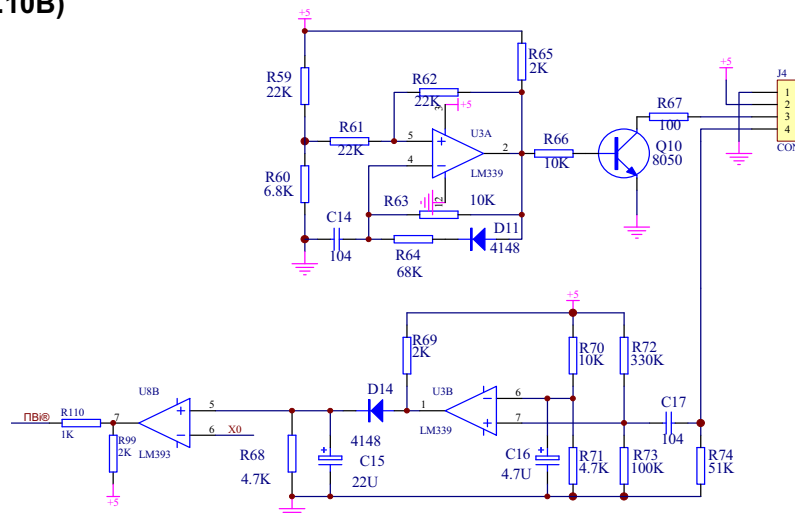 .10B)
+5
R65
2K
J4
R59
22K
R62
22K
+5
+5
1
2
3
4
CON
R67
100
R61
22K
3
5
4
U3A
2
LM339
12
R66
10K
Q10
8050
R60
6.8K
R63
10K
C14
104
R64
68K
D11
4148
+5
R69
2K
R70
10K
R72
330K
U8B
D14
U3B
C17
104
ПВі®
R110
1K
7
5
6
X0
1
6
7
R99
2K
LM393
R68
4.7K
4148
C15
22U
LM339
C16
4.7U
R71
4.7K
R73
100K
R74
51K
+5